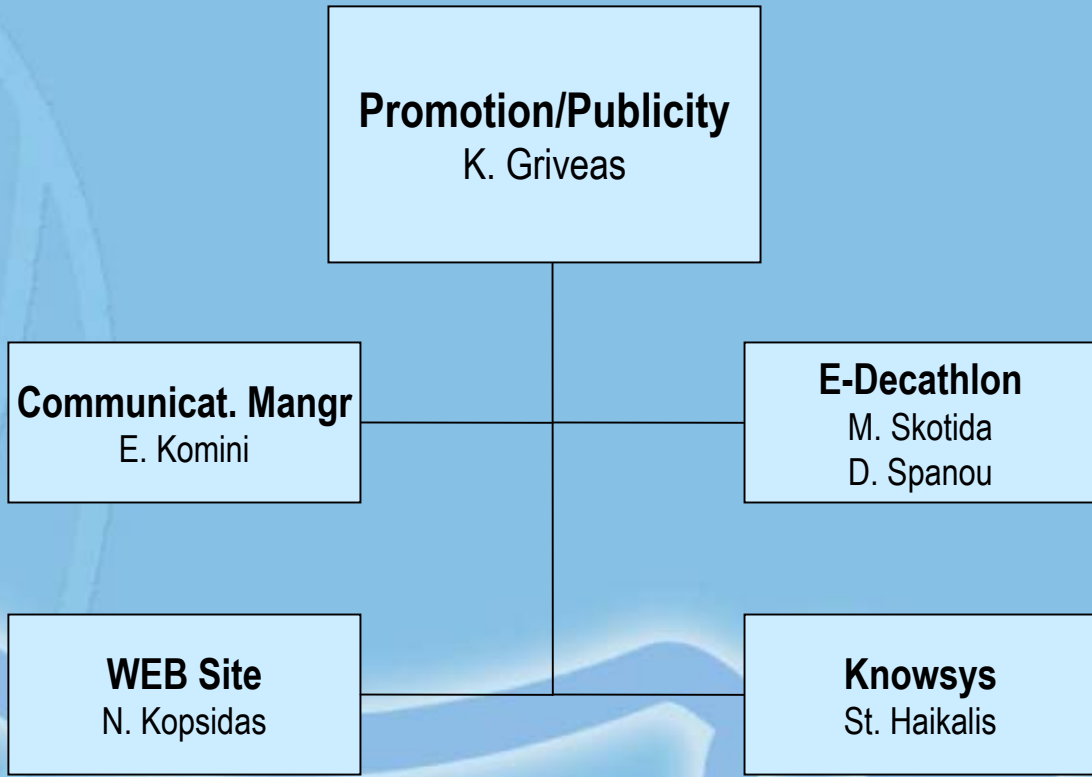 Promotion/Publicity
K. Griveas
Communicat. Mangr
E. Komini
E-Decathlon
M. Skotida
D. Spanou
WEB Site
N. Kopsidas
Knowsys
St. Haikalis